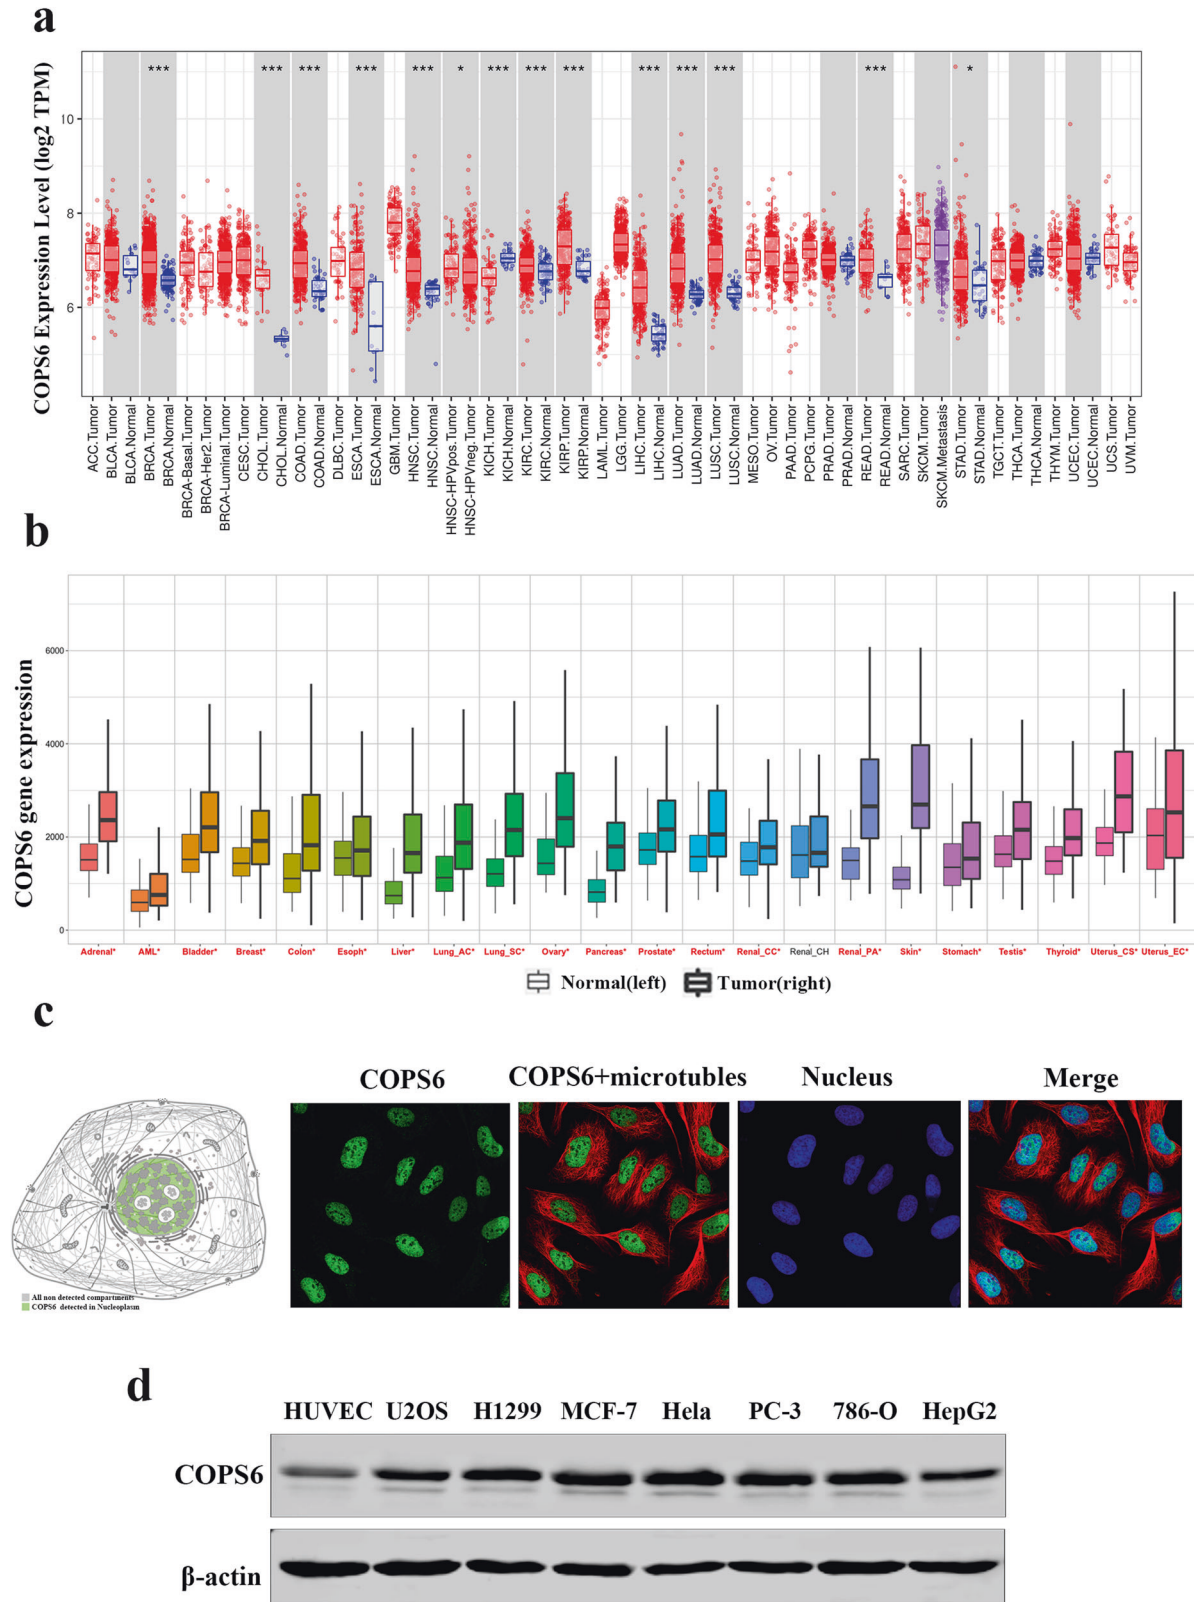 a
*** *** *** *** *** * *** *** *** *** *** *** *** *
COPS6 Expression Level (log2 TPM)
10
8
6
ACC.Tumor
BLCA.Tumor
BLCA.Normal
BRCA.Tumor
BRCA.Normal
BRCA-Basal.Tumor
BRCA-Her2.Tumor
BRCA-Luminal.Tumor
CESC.Tumor
CHOL.Tumor
CHOL.Normal
COAD.Tumor
COAD.Normal
DLBC.Tumor
ESCA.Tumor
ESCA.Normal
GBM.Tumor
HNSC.Tumor
HNSC.Normal
HNSC-HPVpos.Tumor
HNSC-HPVneg.Tumor
KICH.Tumor
KICH.Normal
KIRC.Tumor
KIRC.Normal
KIRP.Tumor
KIRP.Normal
LAML.Tumor
LGG.Tumor
LIHC.Tumor
LIHC.Normal
LUAD.Tumor
LUAD.Normal
LUSC.Tumor
LUSC.Normal
MESO.Tumor
OV.Tumor
PAAD.Tumor
PCPG.Tumor
PRAD.Tumor
PRAD.Normal
READ.Tumor
READ.Normal
SARC.Tumor
SKCM.Tumor
SKCM.Metastasis
STAD.Tumor
STAD.Normal
TGCT.Tumor
THCA.Tumor
THCA.Normal
THYM.Tumor
UCEC.Tumor
UCEC.Normal
UCS.Tumor
UVM.Tumor
b
COPS6 gene expression
6000
4000
2000
0
Adrenal* AML* Bladder* Breast* Colon* Esoph* Liver* Lung_AC* Lung_SC* Ovary* Pancreas* Prostate* Rectum* Renal_CC* Renal_CH Renal_PA* Skin* Stomach* Testis* Thyroid* Uterus_CS* Uterus_EC*
Normal(left) Tumor(right)
c
COPS6 COPS6+microtubles Nucleus Merge
All non detected compartments
COPS6 detected in Nucleoplasm
d
HUVEC U2OS H1299 MCF-7 Hela PC-3 786-O HepG2
COPS6
β-actin